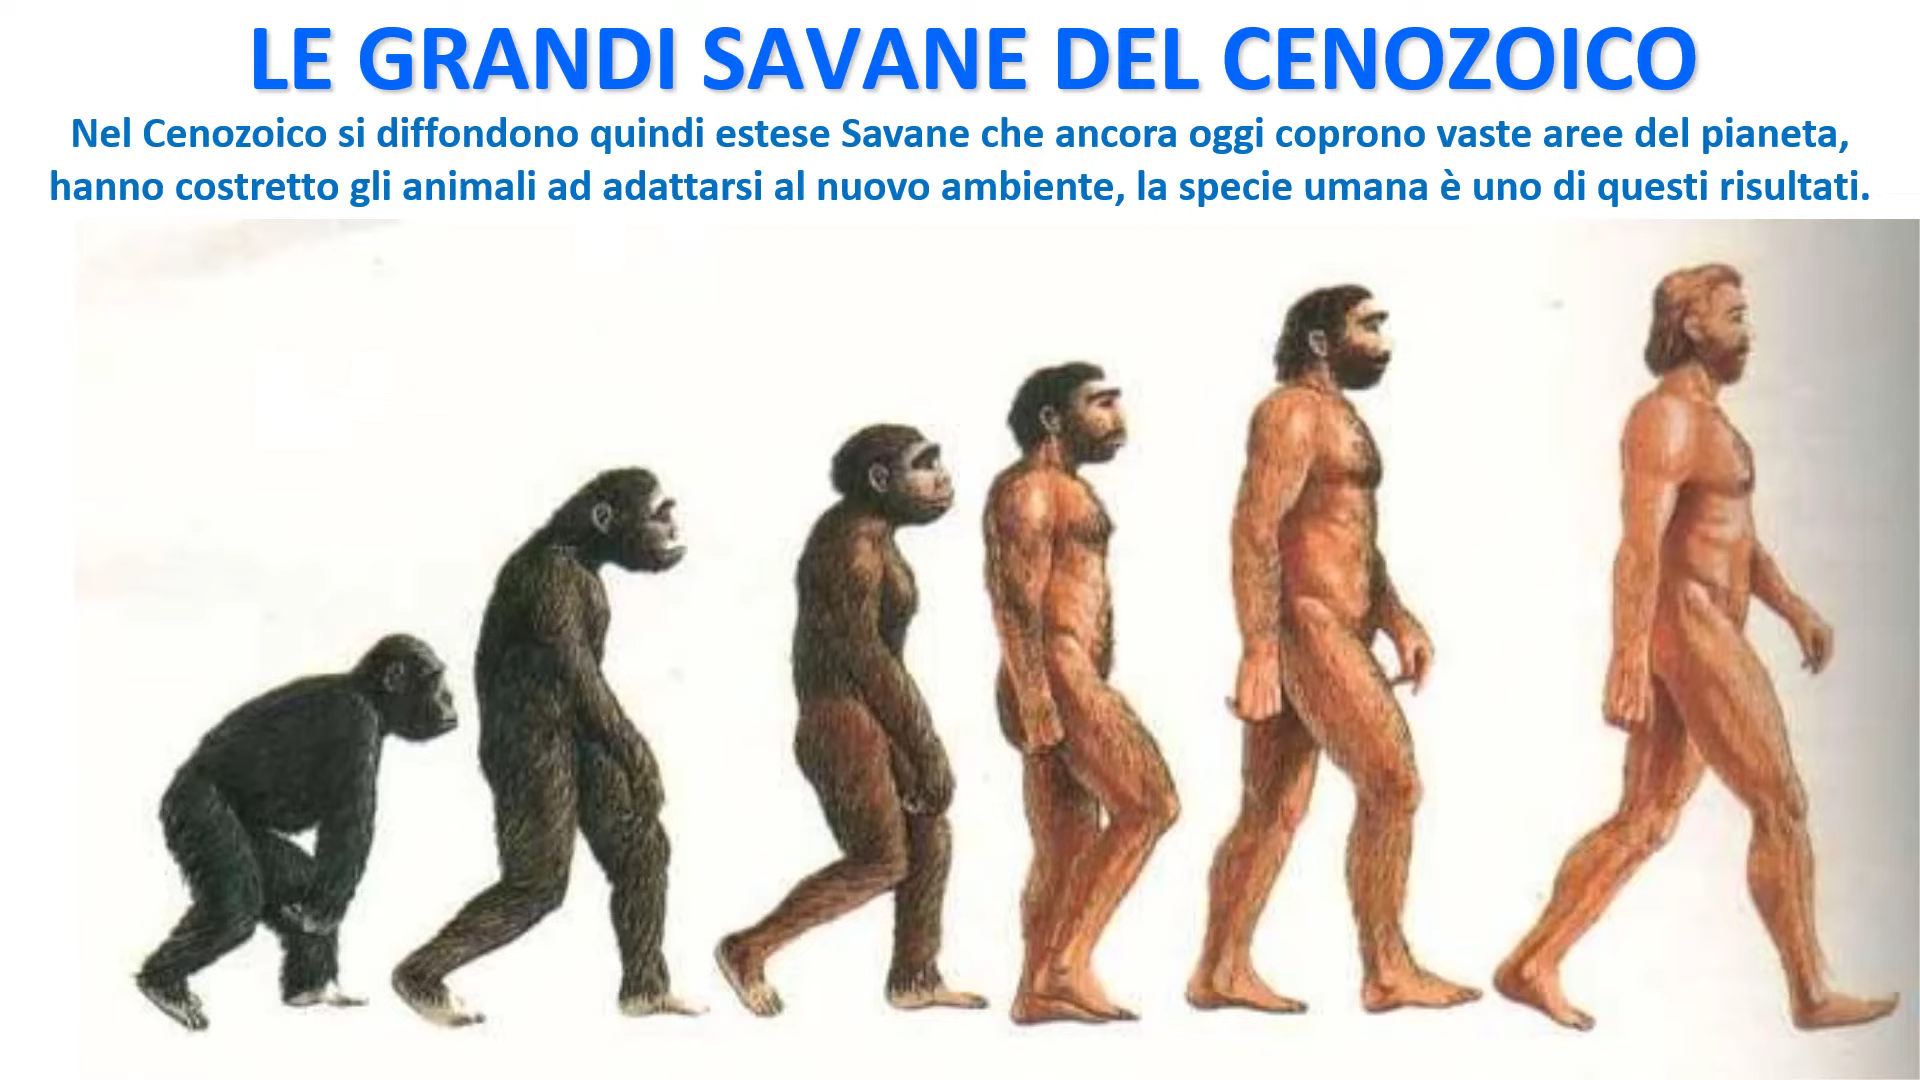 LE GRANDI SAVANE DEL CENOZOICO
Nel Cenozoico si diffondono quindi estese Savane che ancora oggi coprono vaste aree del pianeta,
hanno costretto gli animali ad adattarsi al nuovo ambiente, la specie umana è uno di questi risultati.